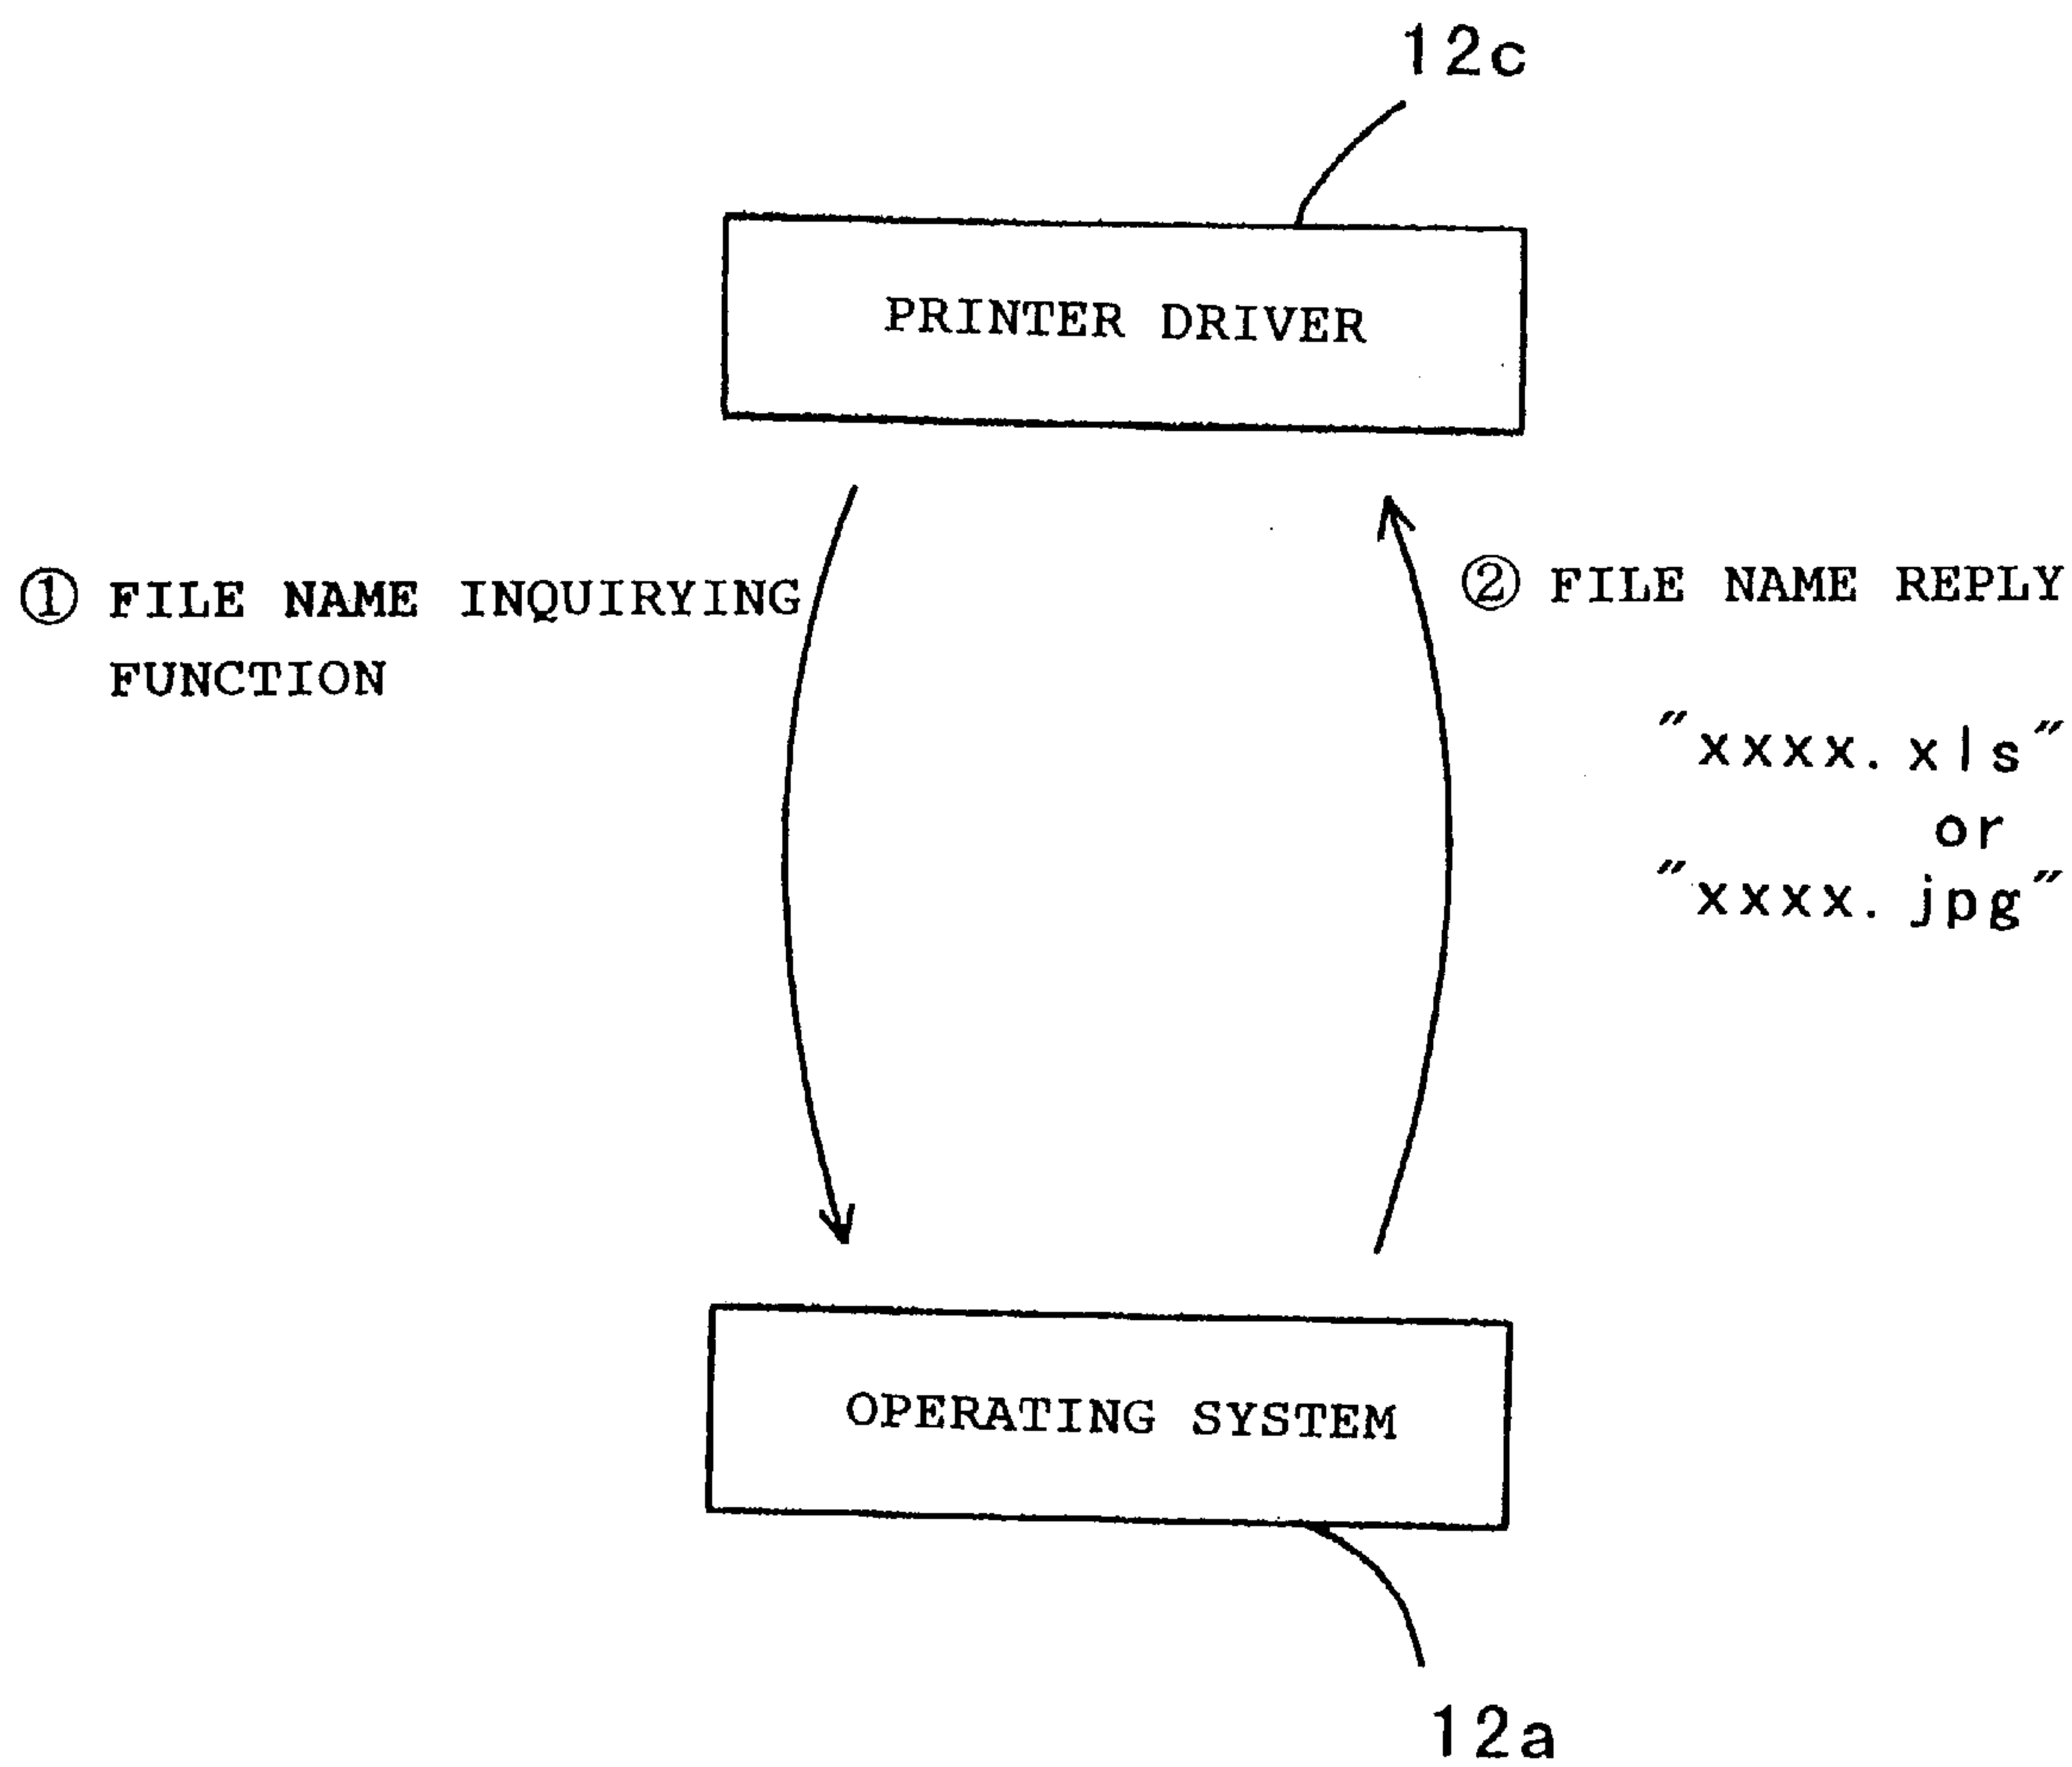 12c
PRINTER DRIVER
① FILE NAME INQUIRYING
FUNCTION
② FILE NAME REPLY
"xxxx.xls"
or
"xxxx.jpg"
OPERATING SYSTEM
12a